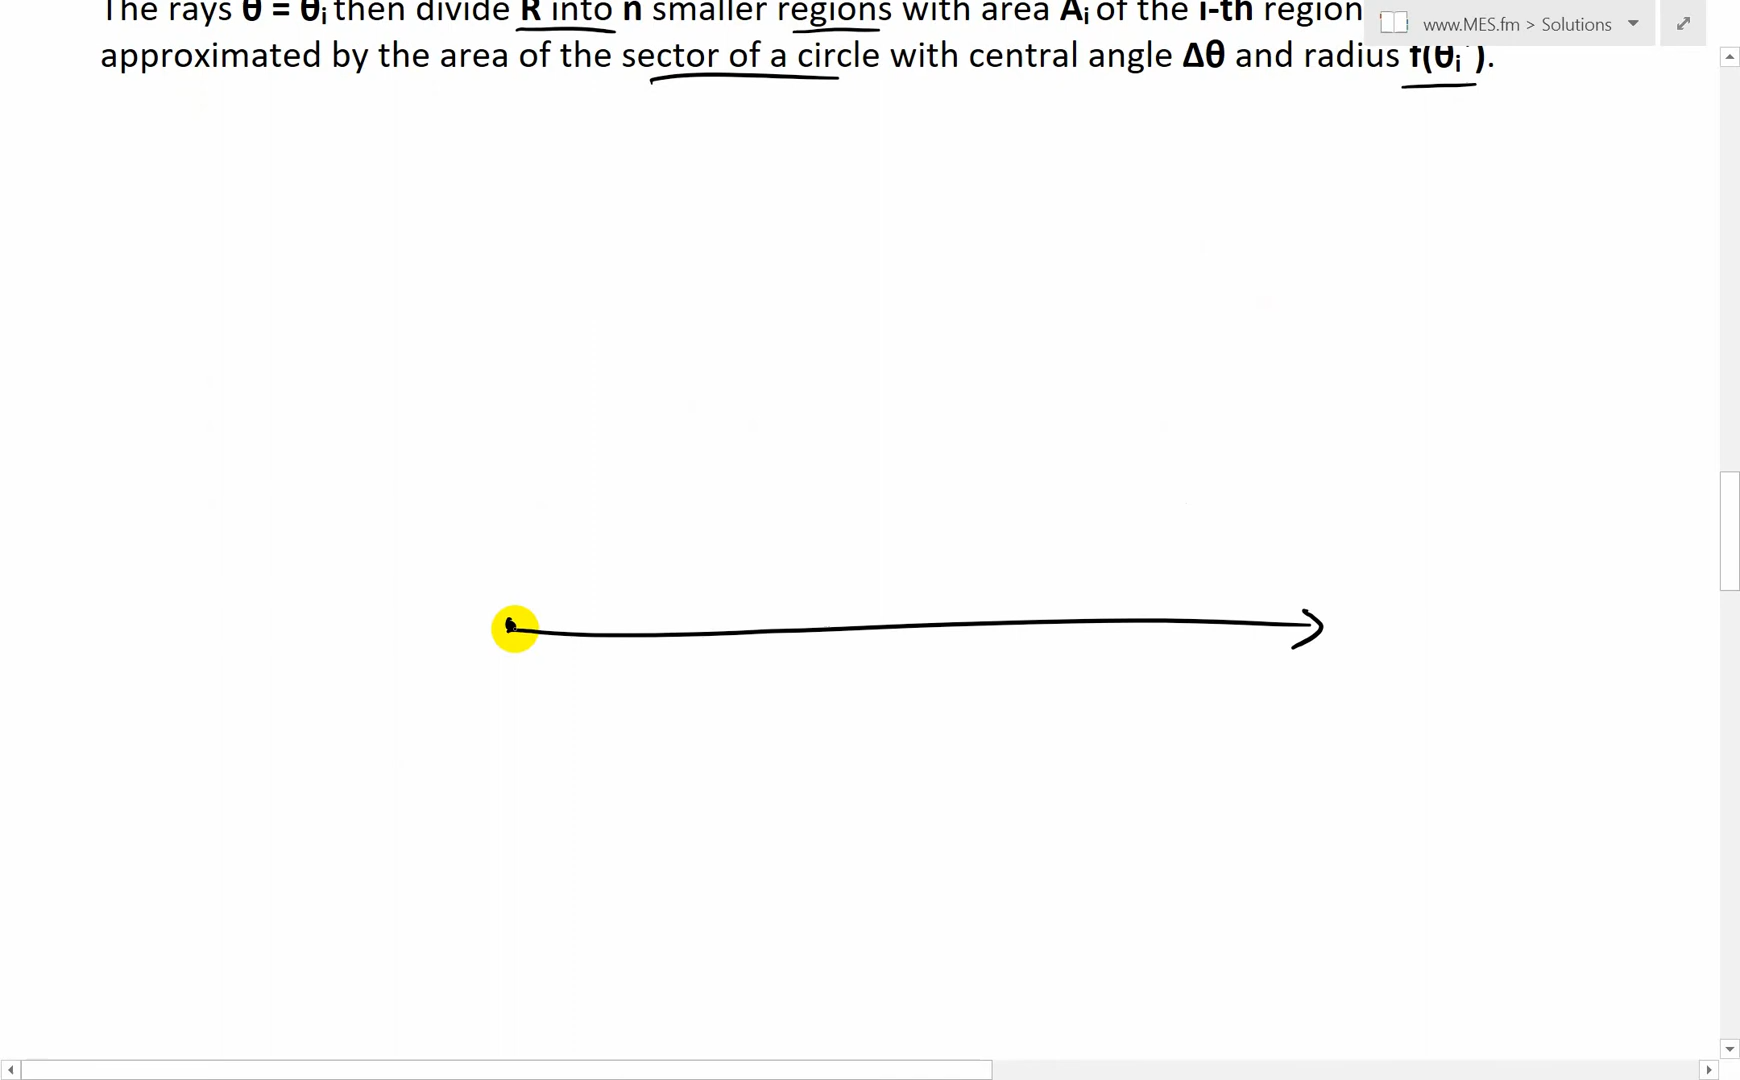 The rays θ = θᵢ then divide R into n smaller regions with area Aᵢ of the i-th region
www.MES.fm > Solutions
approximated by the area of the sector of a circle with central angle Δθ and radius f(θᵢ*).